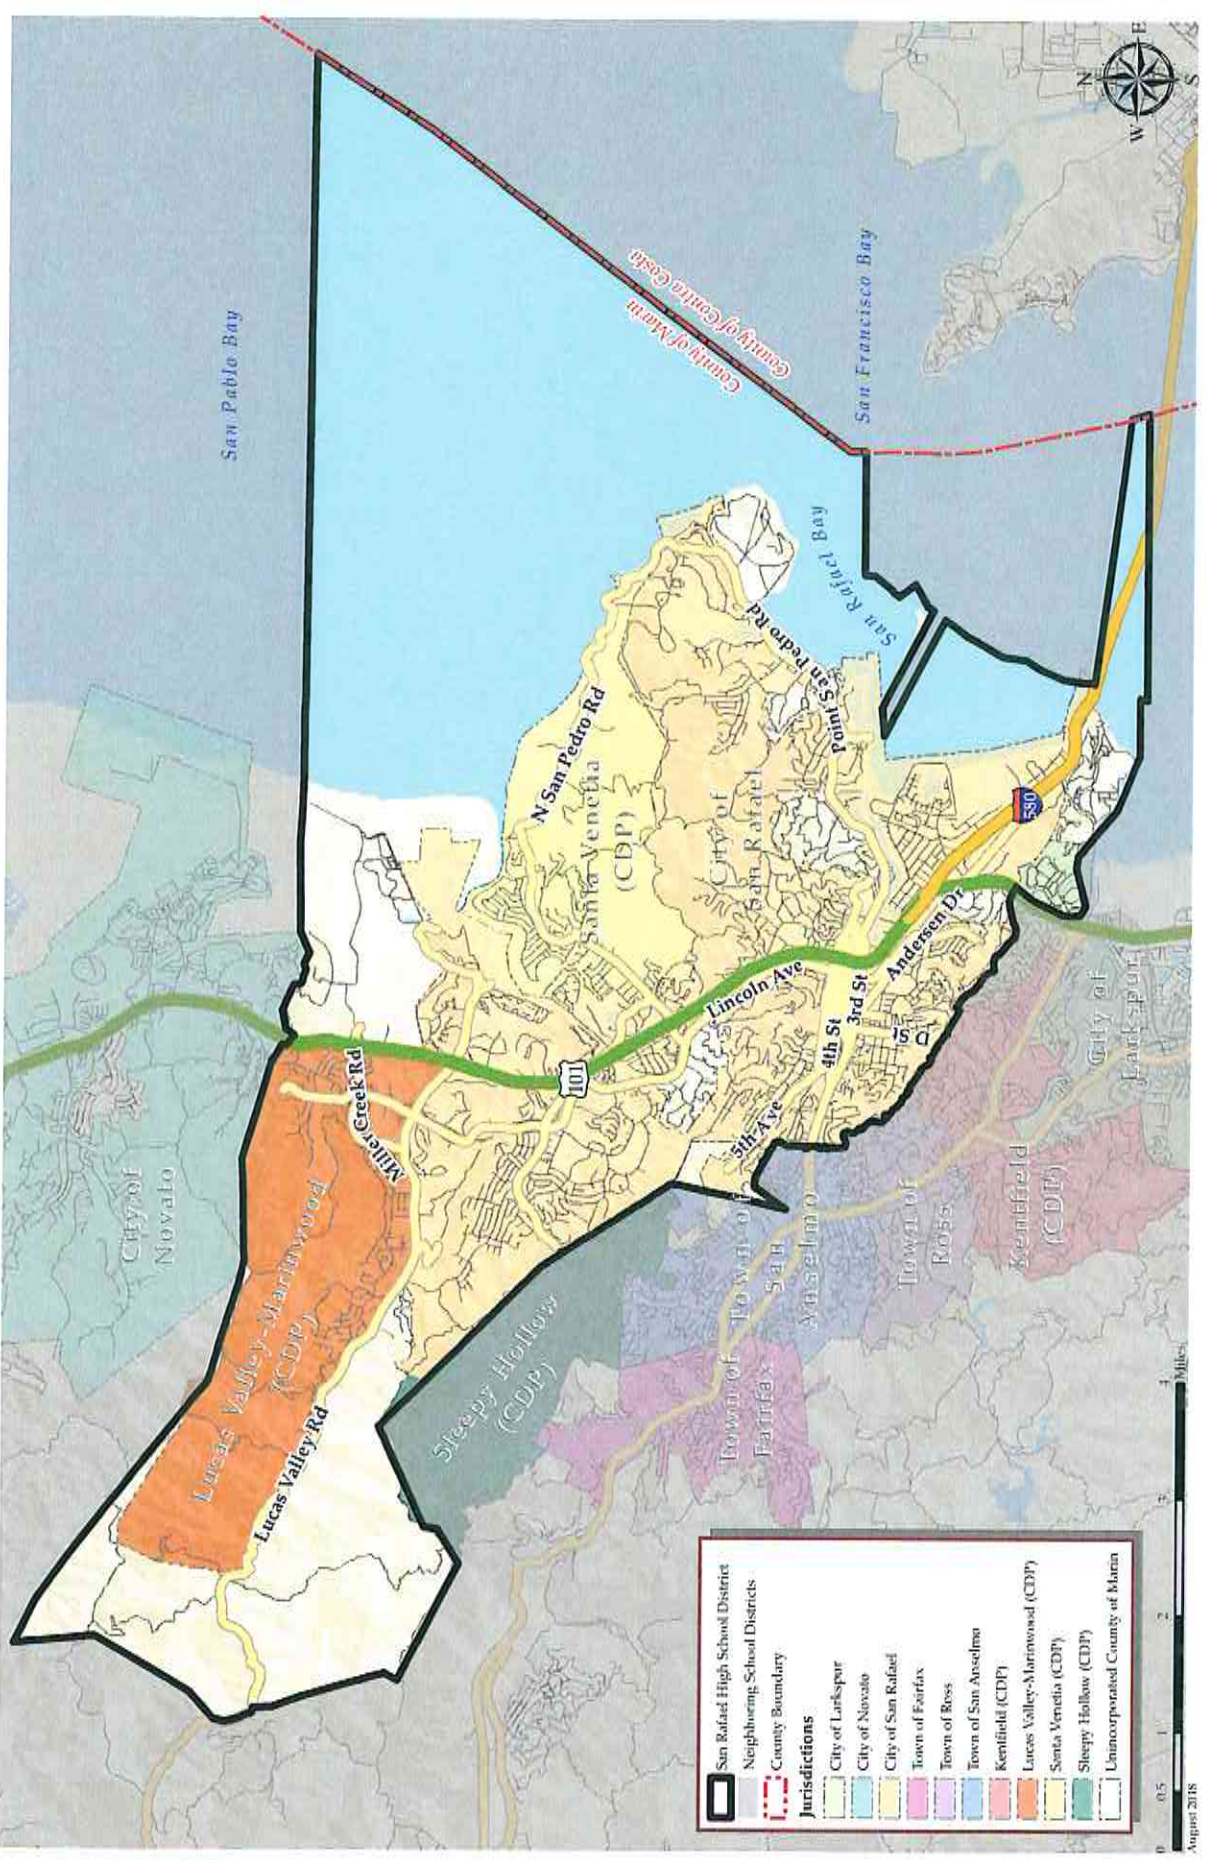 San Pablo Bay
San Francisco Bay
San Rafael Bay
County of Contra Costa
County of Marin
City of
Novato
Lucas Valley-Marinwood
(CDP)
Miller Creek Rd
Lucas Valley Rd
N San Pedro Rd
Santa Venetia
(CDP)
City of
San Rafael
Point San Pedro Rd
101
580
Lincoln Ave
Andersen Dr
3rd St
4th St
5th Ave
D St
Sleepy Hollow
(CDP)
Town of
San
Anselmo
Town of
Fairfax
Town of
Ross
Kentfield
(CDP)
City of
Larkspur
N
E
S
W
San Rafael High School District
Neighboring School Districts
County Boundary
Jurisdictions
City of Larkspur
City of Novato
City of San Rafael
Town of Fairfax
Town of Ross
Town of San Anselmo
Kentfield (CDP)
Lucas Valley-Marinwood (CDP)
Santa Venetia (CDP)
Sleepy Hollow (CDP)
Unincorporated County of Marin
0 0.5 1 2 3 4
Miles
August 2018